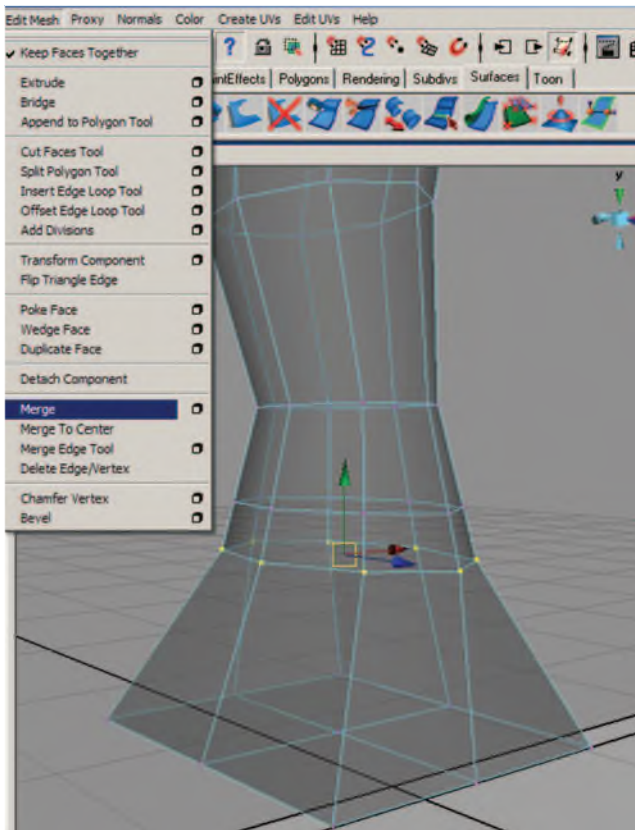 Edit Mesh Proxy Normals Color Create UVs Edit UVs Help
Keep Faces Together
intEffects Polygons Rendering Subdivs Surfaces Toon
Extrude
Bridge
Append to Polygon Tool
Cut Faces Tool
Split Polygon Tool
Insert Edge Loop Tool
Offset Edge Loop Tool
Add Divisions
Transform Component
Flip Triangle Edge
Poke Face
Wedge Face
Duplicate Face
Detach Component
Merge
Merge To Center
Merge Edge Tool
Delete Edge/Vertex
Chamfer Vertex
Bevel
y